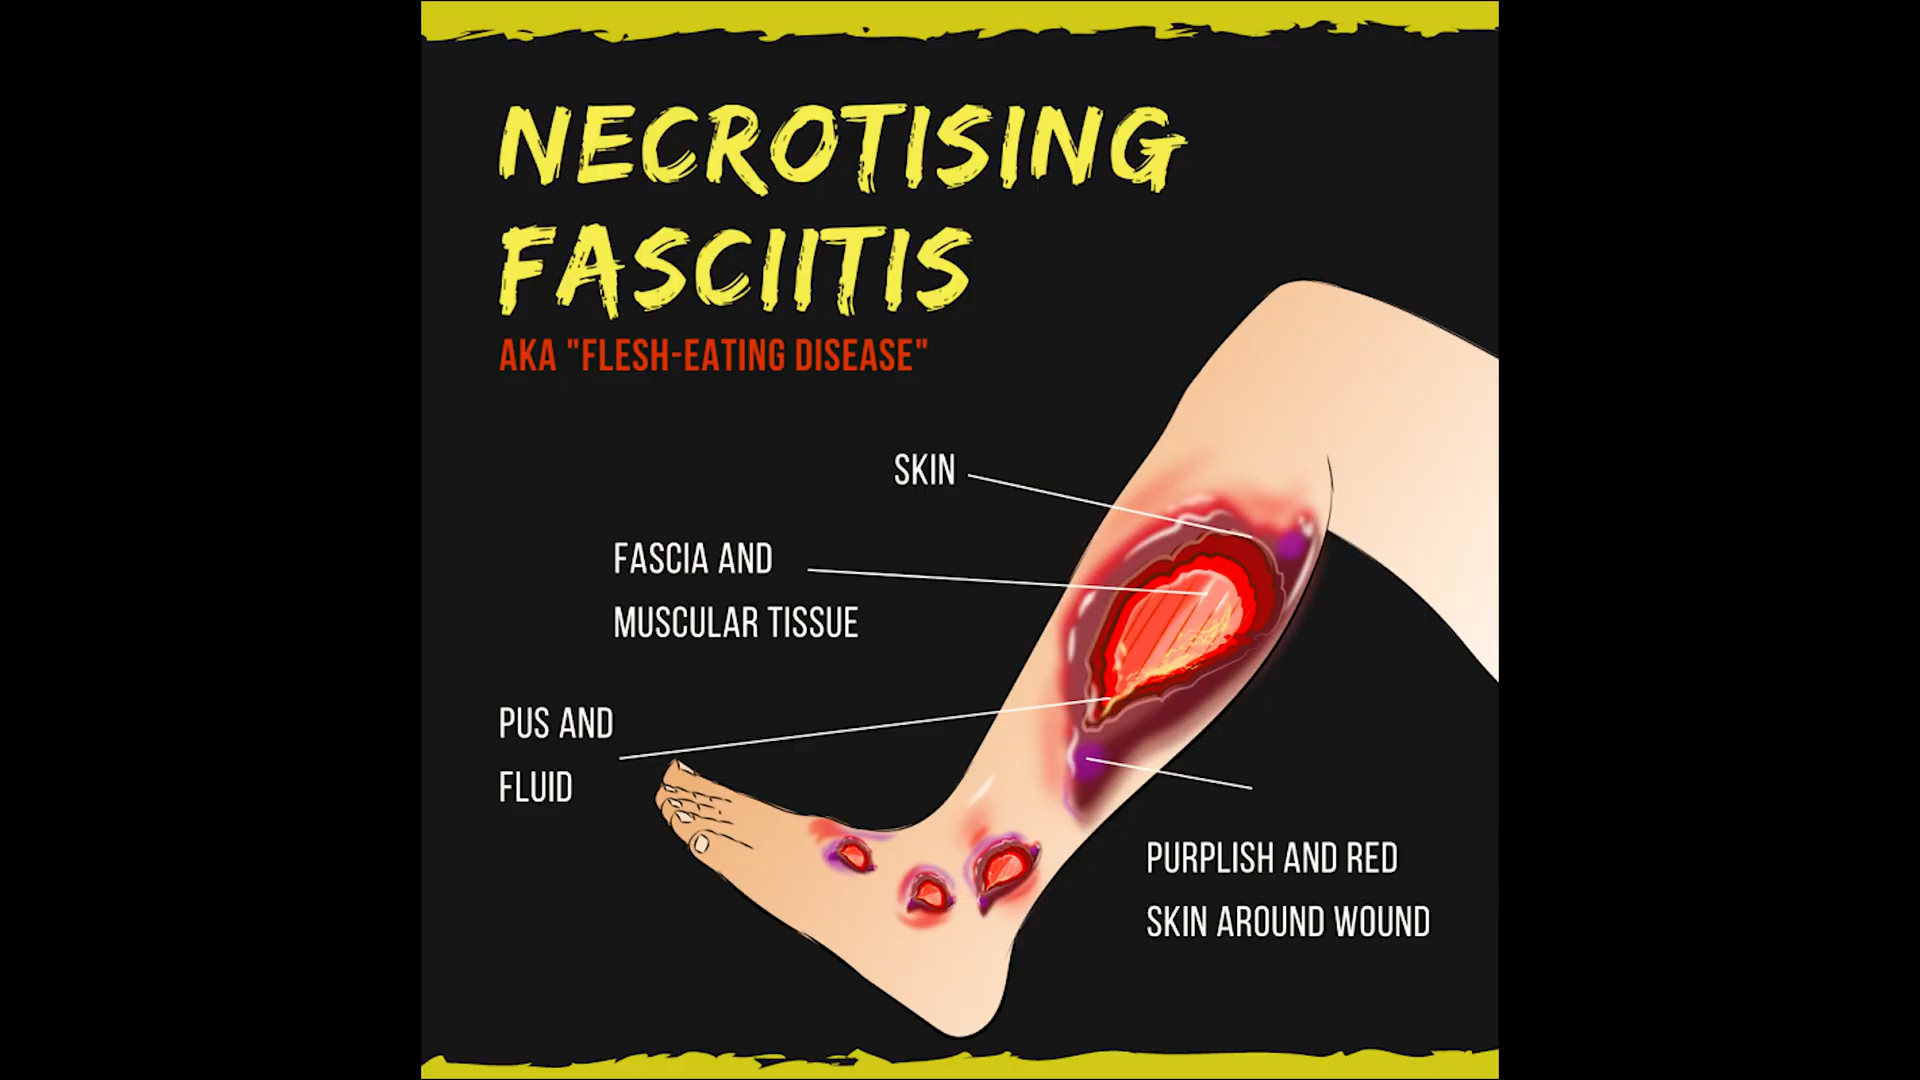 NECROTISING
FASCIITIS
AKA "FLESH-EATING DISEASE"
SKIN
FASCIA AND
MUSCULAR TISSUE
PUS AND
FLUID
PURPLISH AND RED
SKIN AROUND WOUND